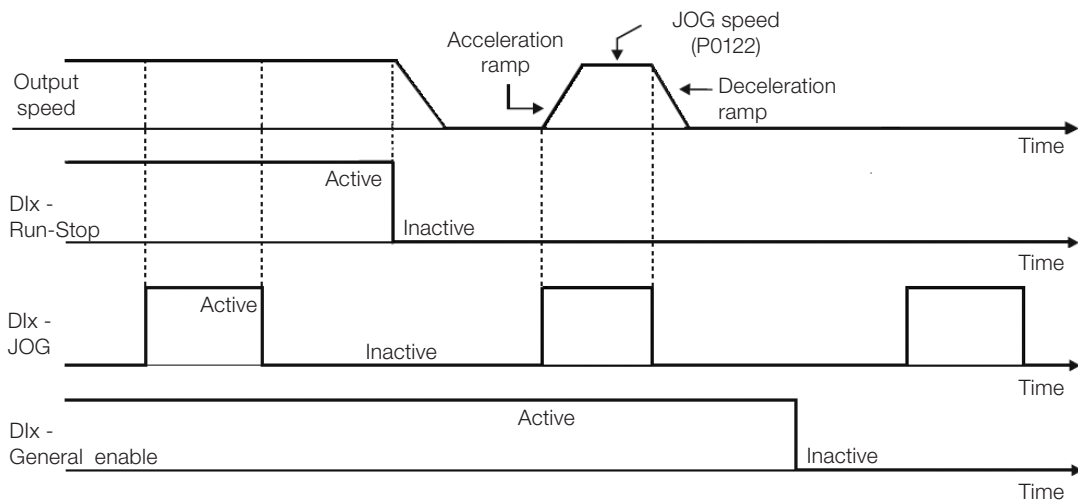 JOG speed
(P0122)
Acceleration
ramp
Output
speed
Deceleration
ramp
Time
Active
DIx -
Run-Stop
Inactive
Time
Active
DIx -
JOG
Inactive
Time
Active
DIx -
General enable
Inactive
Time